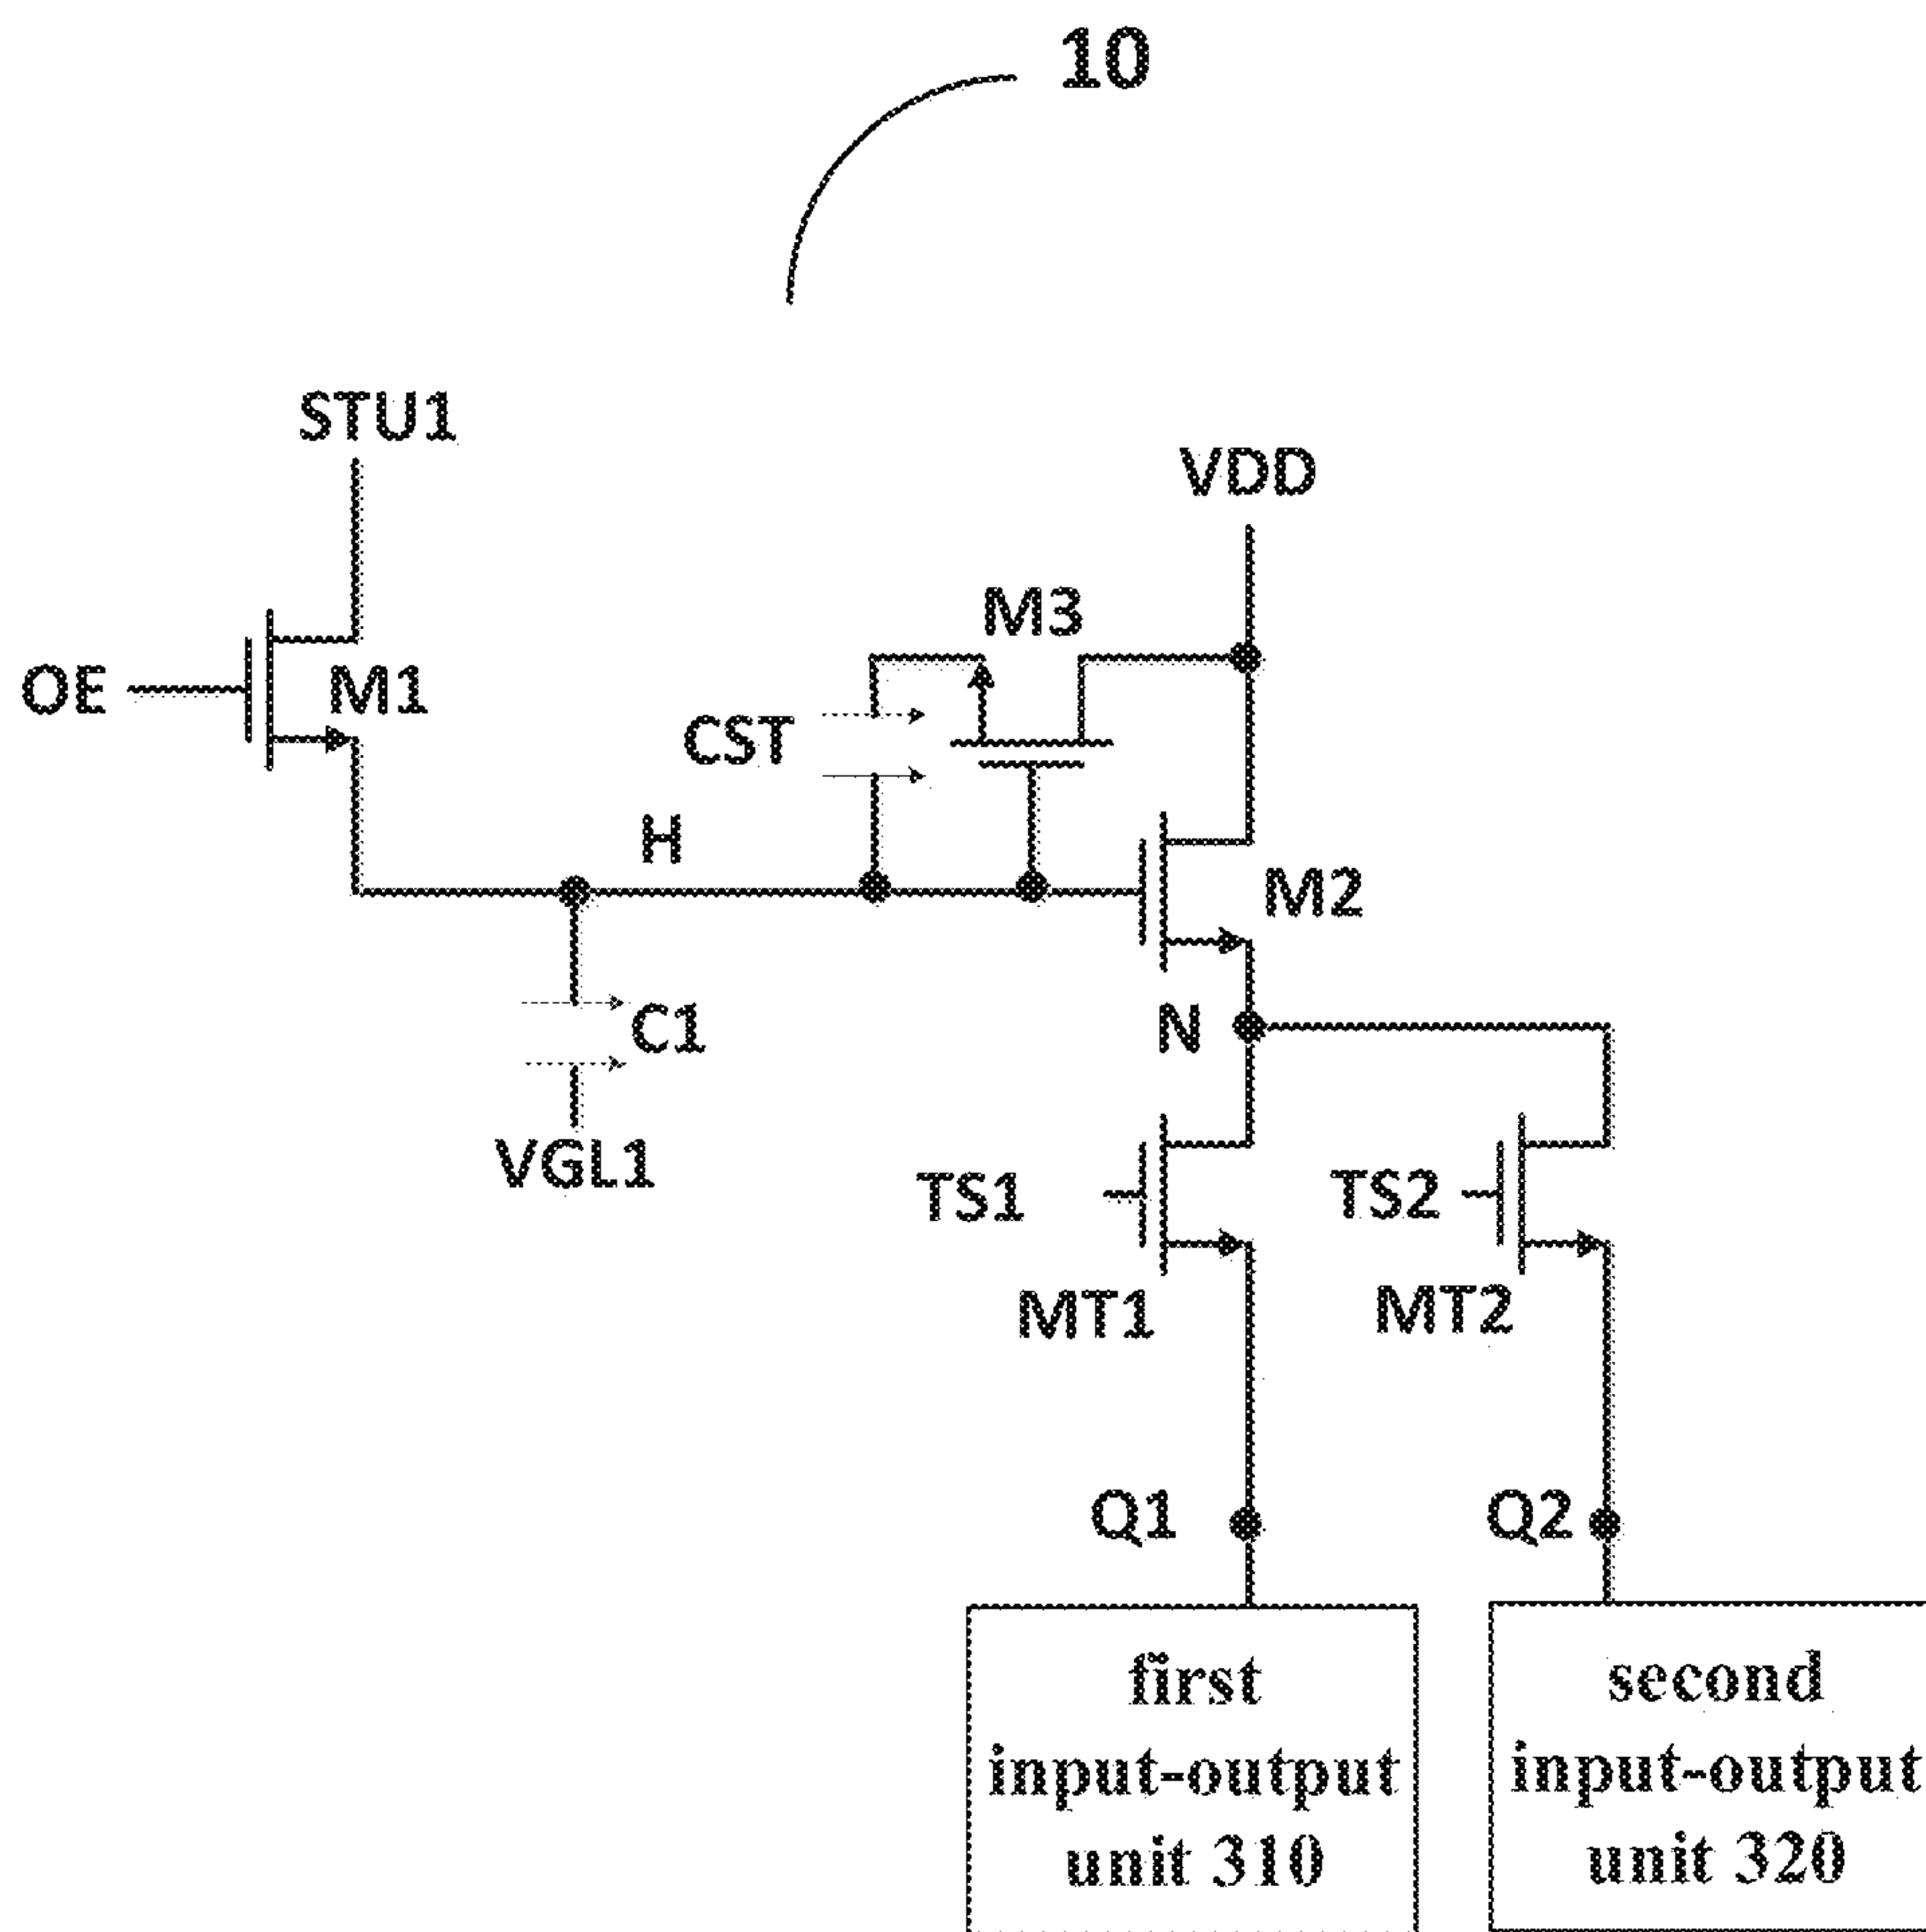 10
STU1
VDD
M3
OE
M1
CST
H
M2
C1
N
VGL1
TS1
TS2
MT1
MT2
Q1
Q2
first
input-output
unit 310
second
input-output
unit 320